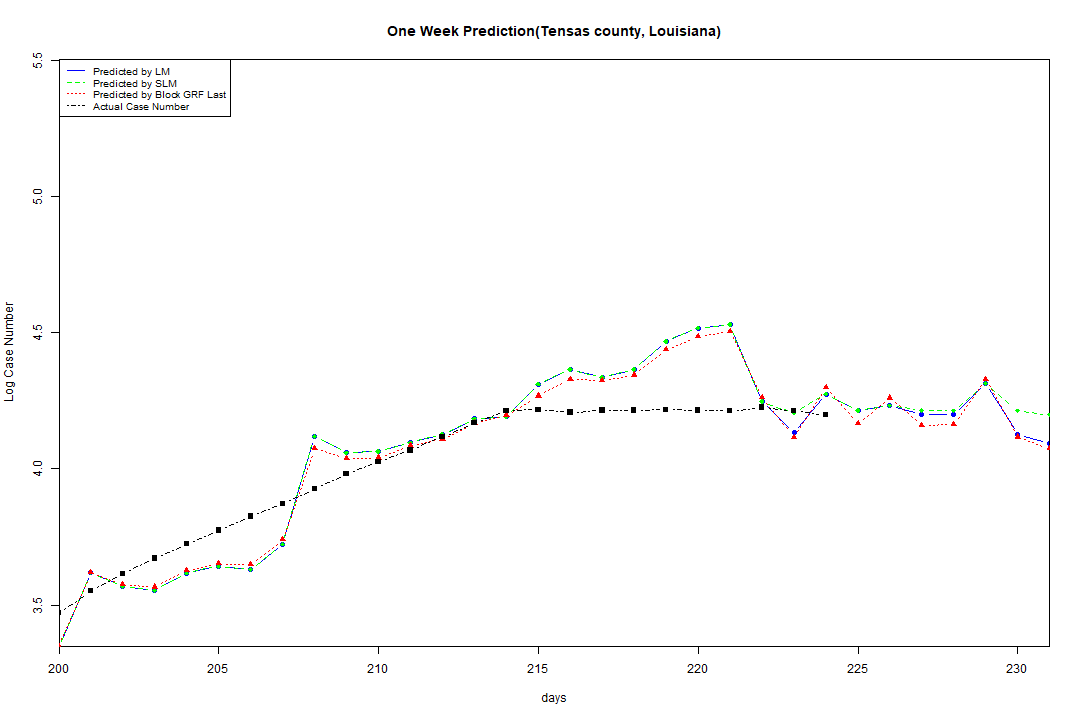 One Week Prediction(Tensas county, Louisiana)
Predicted by LM
Predicted by SLM
Predicted by Block GRF Last
Actual Case Number
Log Case Number
5.5
5.0
4.5
4.0
3.5
200 205 210 215 220 225 230
days